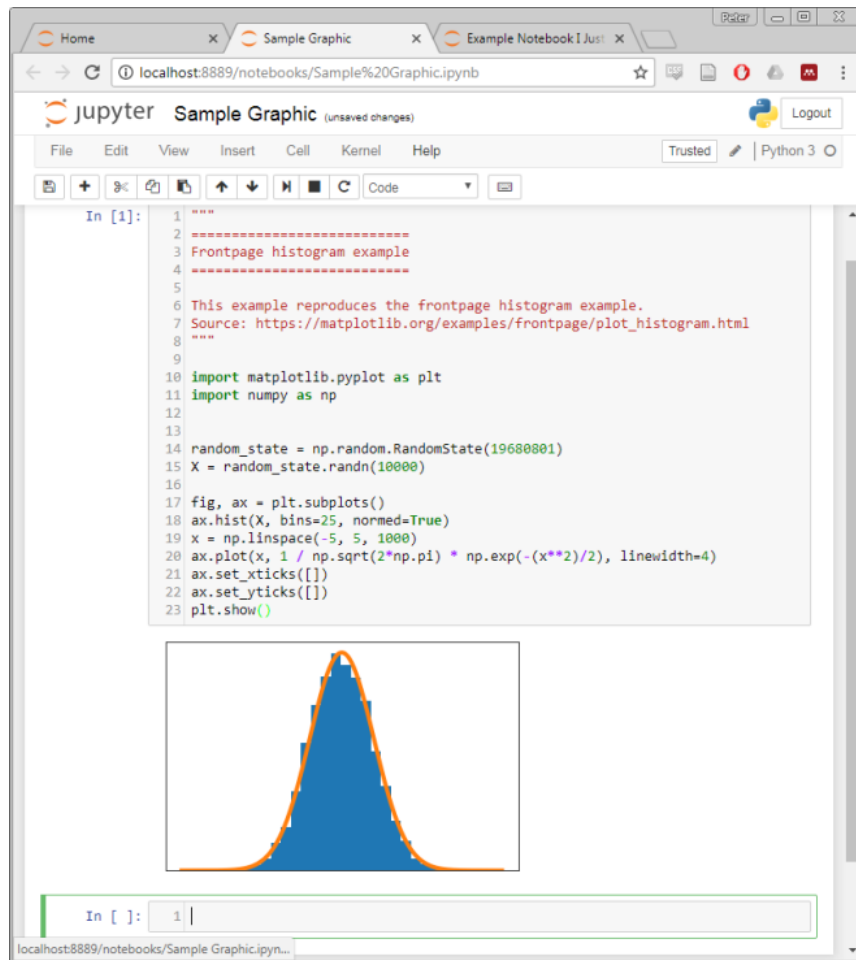 Peter
Home
Sample Graphic
Example Notebook I Just
localhost:8889/notebooks/Sample%20Graphic.ipynb
jupyter Sample Graphic (unsaved changes)
Logout
File Edit View Insert Cell Kernel Help
Trusted Python 3
Code
In [1]:
1 """
2 ===========================
3 Frontpage histogram example
4 ===========================
5
6 This example reproduces the frontpage histogram example.
7 Source: https://matplotlib.org/examples/frontpage/plot_histogram.html
8 """
9
10 import matplotlib.pyplot as plt
11 import numpy as np
12
13
14 random_state = np.random.RandomState(19680801)
15 X = random_state.randn(10000)
16
17 fig, ax = plt.subplots()
18 ax.hist(X, bins=25, normed=True)
19 x = np.linspace(-5, 5, 1000)
20 ax.plot(x, 1 / np.sqrt(2*np.pi) * np.exp(-(x**2)/2), linewidth=4)
21 ax.set_xticks([])
22 ax.set_yticks([])
23 plt.show()
In [ ]: 1
localhost:8889/notebooks/Sample Graphic.ipyn...